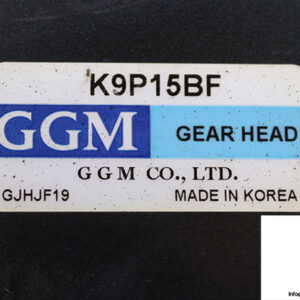 K9P15BF
GGM GEAR HEAD
G G M CO., LTD.
GJHJF19 MADE IN KOREA